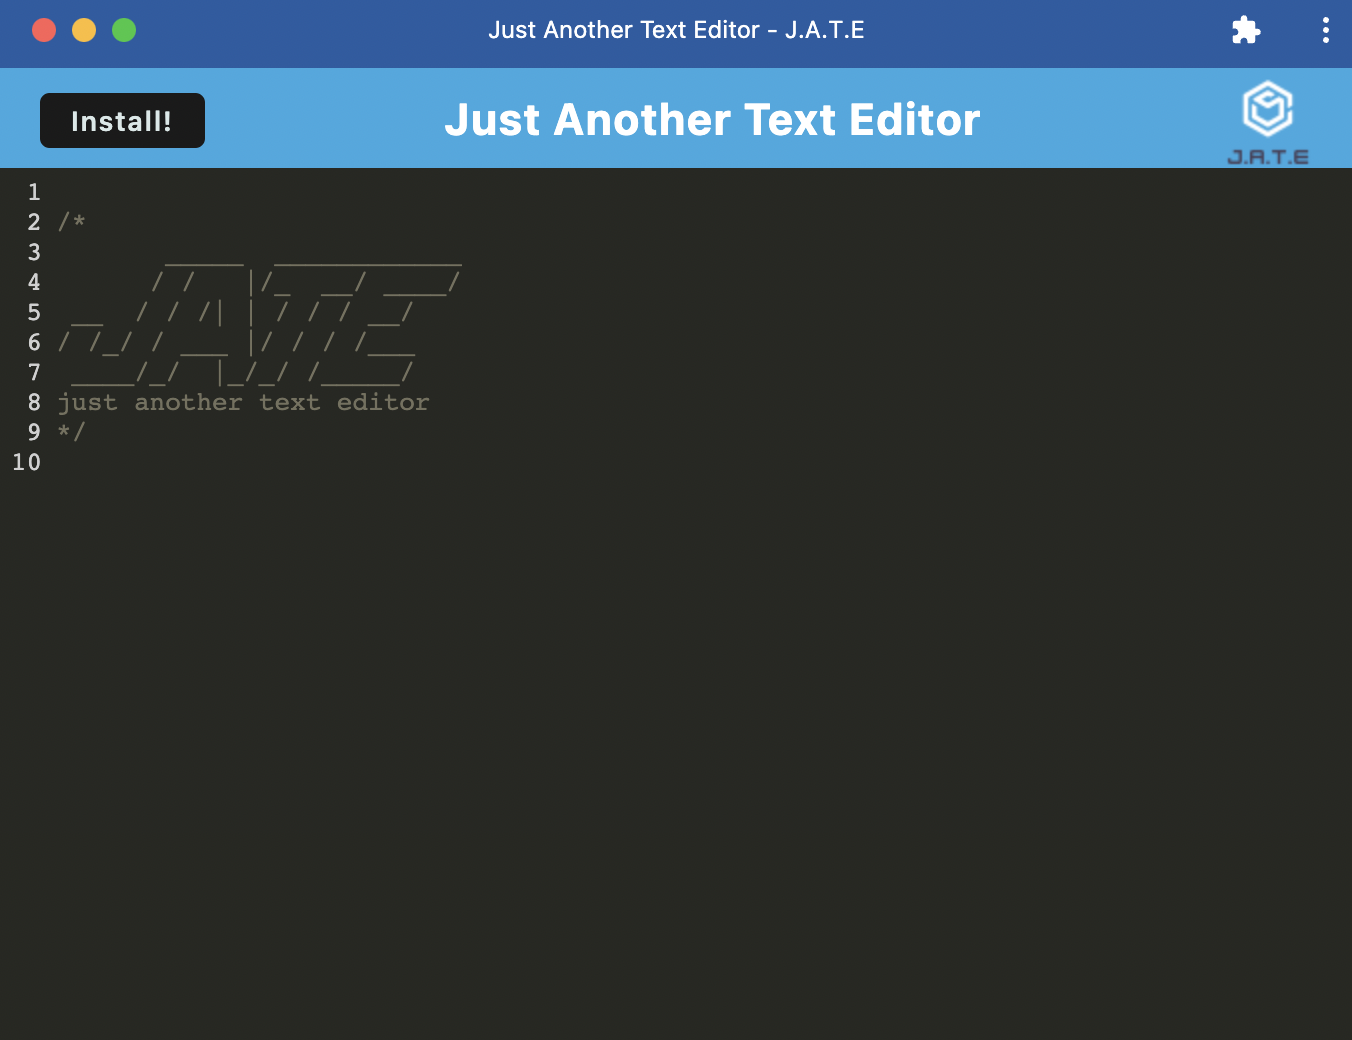 Just Another Text Editor - J.A.T.E
Install!
Just Another Text Editor
J.A.T.E
1
2 /*
3        ______  ____________
4       / /   |/_  __/ ____/
5  __  / / /| | / / / __/
6 / /_/ / ___ |/ / / /___
7  ____/_/  |_/_/ /_____/
8 just another text editor
9 */
10